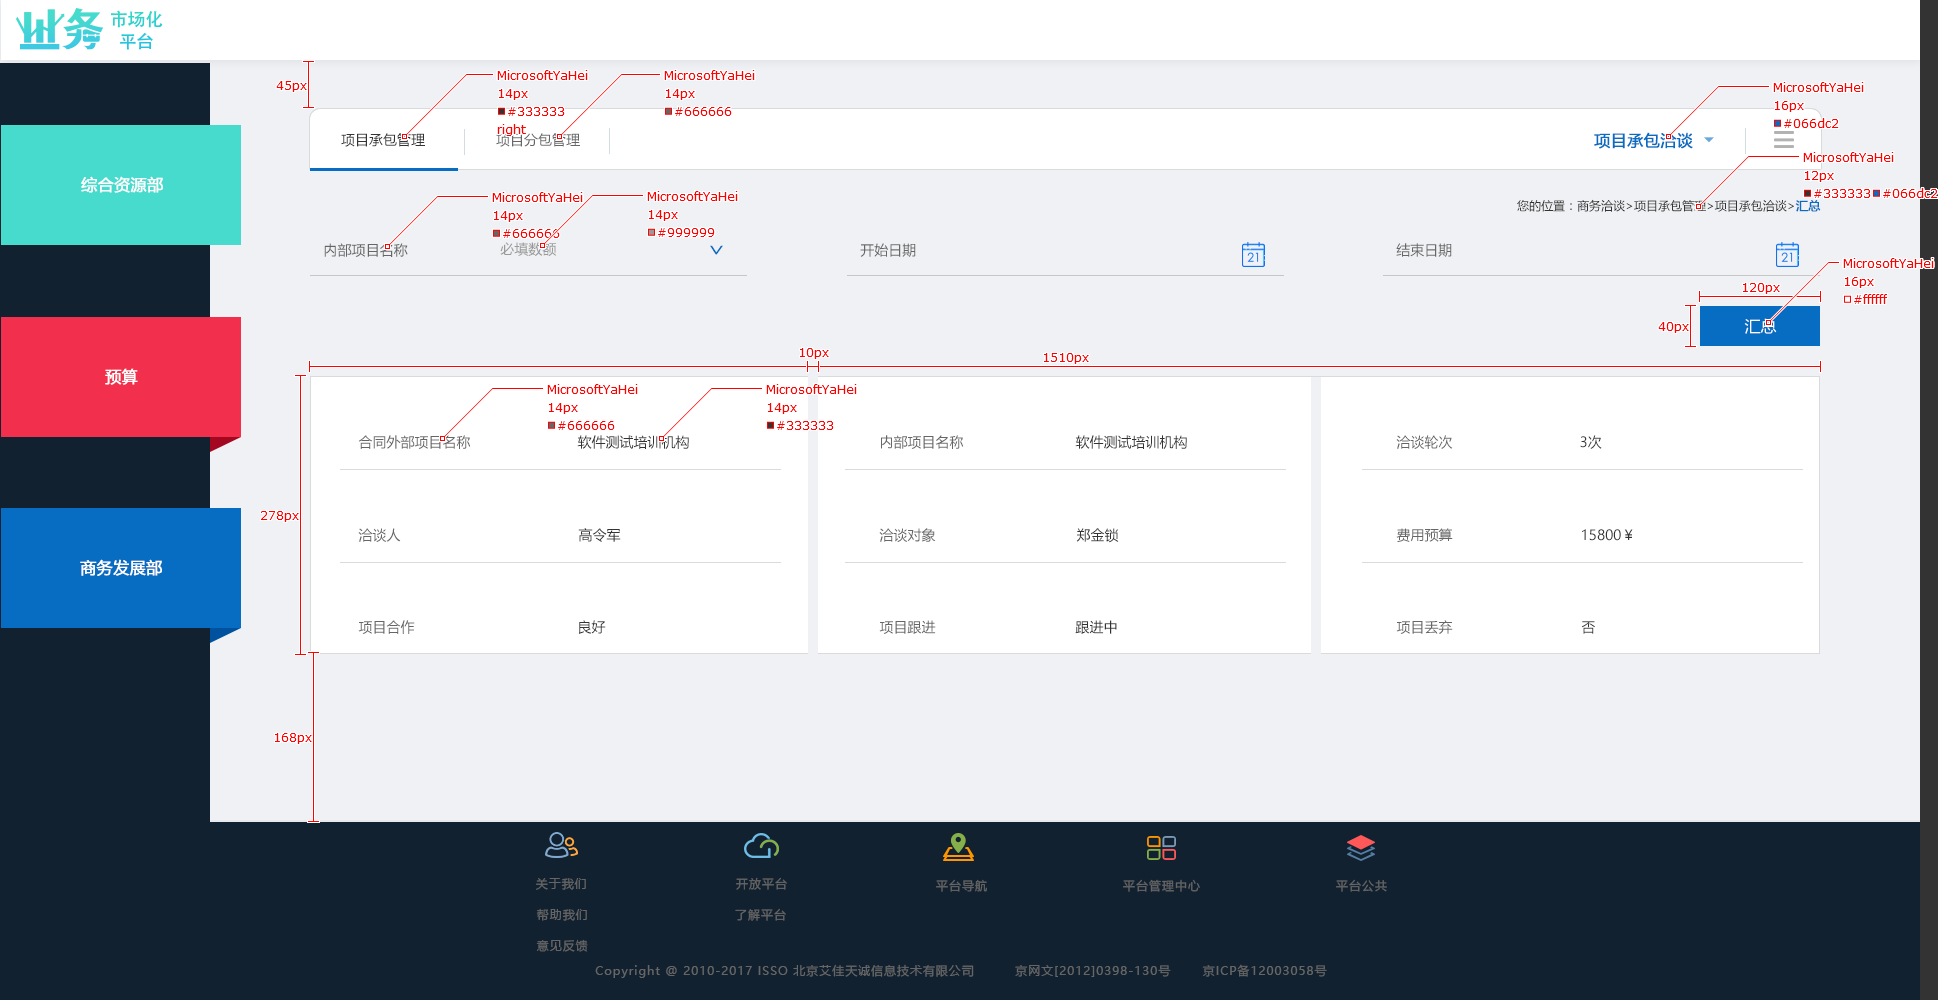 业务 市场化
平台
45px
MicrosoftYaHei
14px
#333333
right
MicrosoftYaHei
14px
#666666
MicrosoftYaHei
16px
#066dc2
项目承包管理
项目分包管理
项目承包洽谈
MicrosoftYaHei
12px
#333333 #066dc2
您的位置：商务洽谈>项目承包管理>项目承包洽谈>汇总
综合资源部
MicrosoftYaHei
14px
#666666
MicrosoftYaHei
14px
#999999
内部项目名称
必填数额
开始日期
21
结束日期
21
MicrosoftYaHei
16px
#ffffff
120px
40px
汇总
10px
1510px
预算
MicrosoftYaHei
14px
#666666
MicrosoftYaHei
14px
#333333
合同外部项目名称 软件测试培训机构
内部项目名称 软件测试培训机构
洽谈轮次 3次
278px
洽谈人 高令军
洽谈对象 郑金锁
费用预算 15800 ¥
商务发展部
项目合作 良好
项目跟进 跟进中
项目丢弃 否
168px
关于我们
帮助我们
意见反馈
开放平台
了解平台
平台导航
平台管理中心
平台公共
Copyright @ 2010-2017 ISSO 北京艾佳天诚信息技术有限公司 京网文[2012]0398-130号 京ICP备12003058号